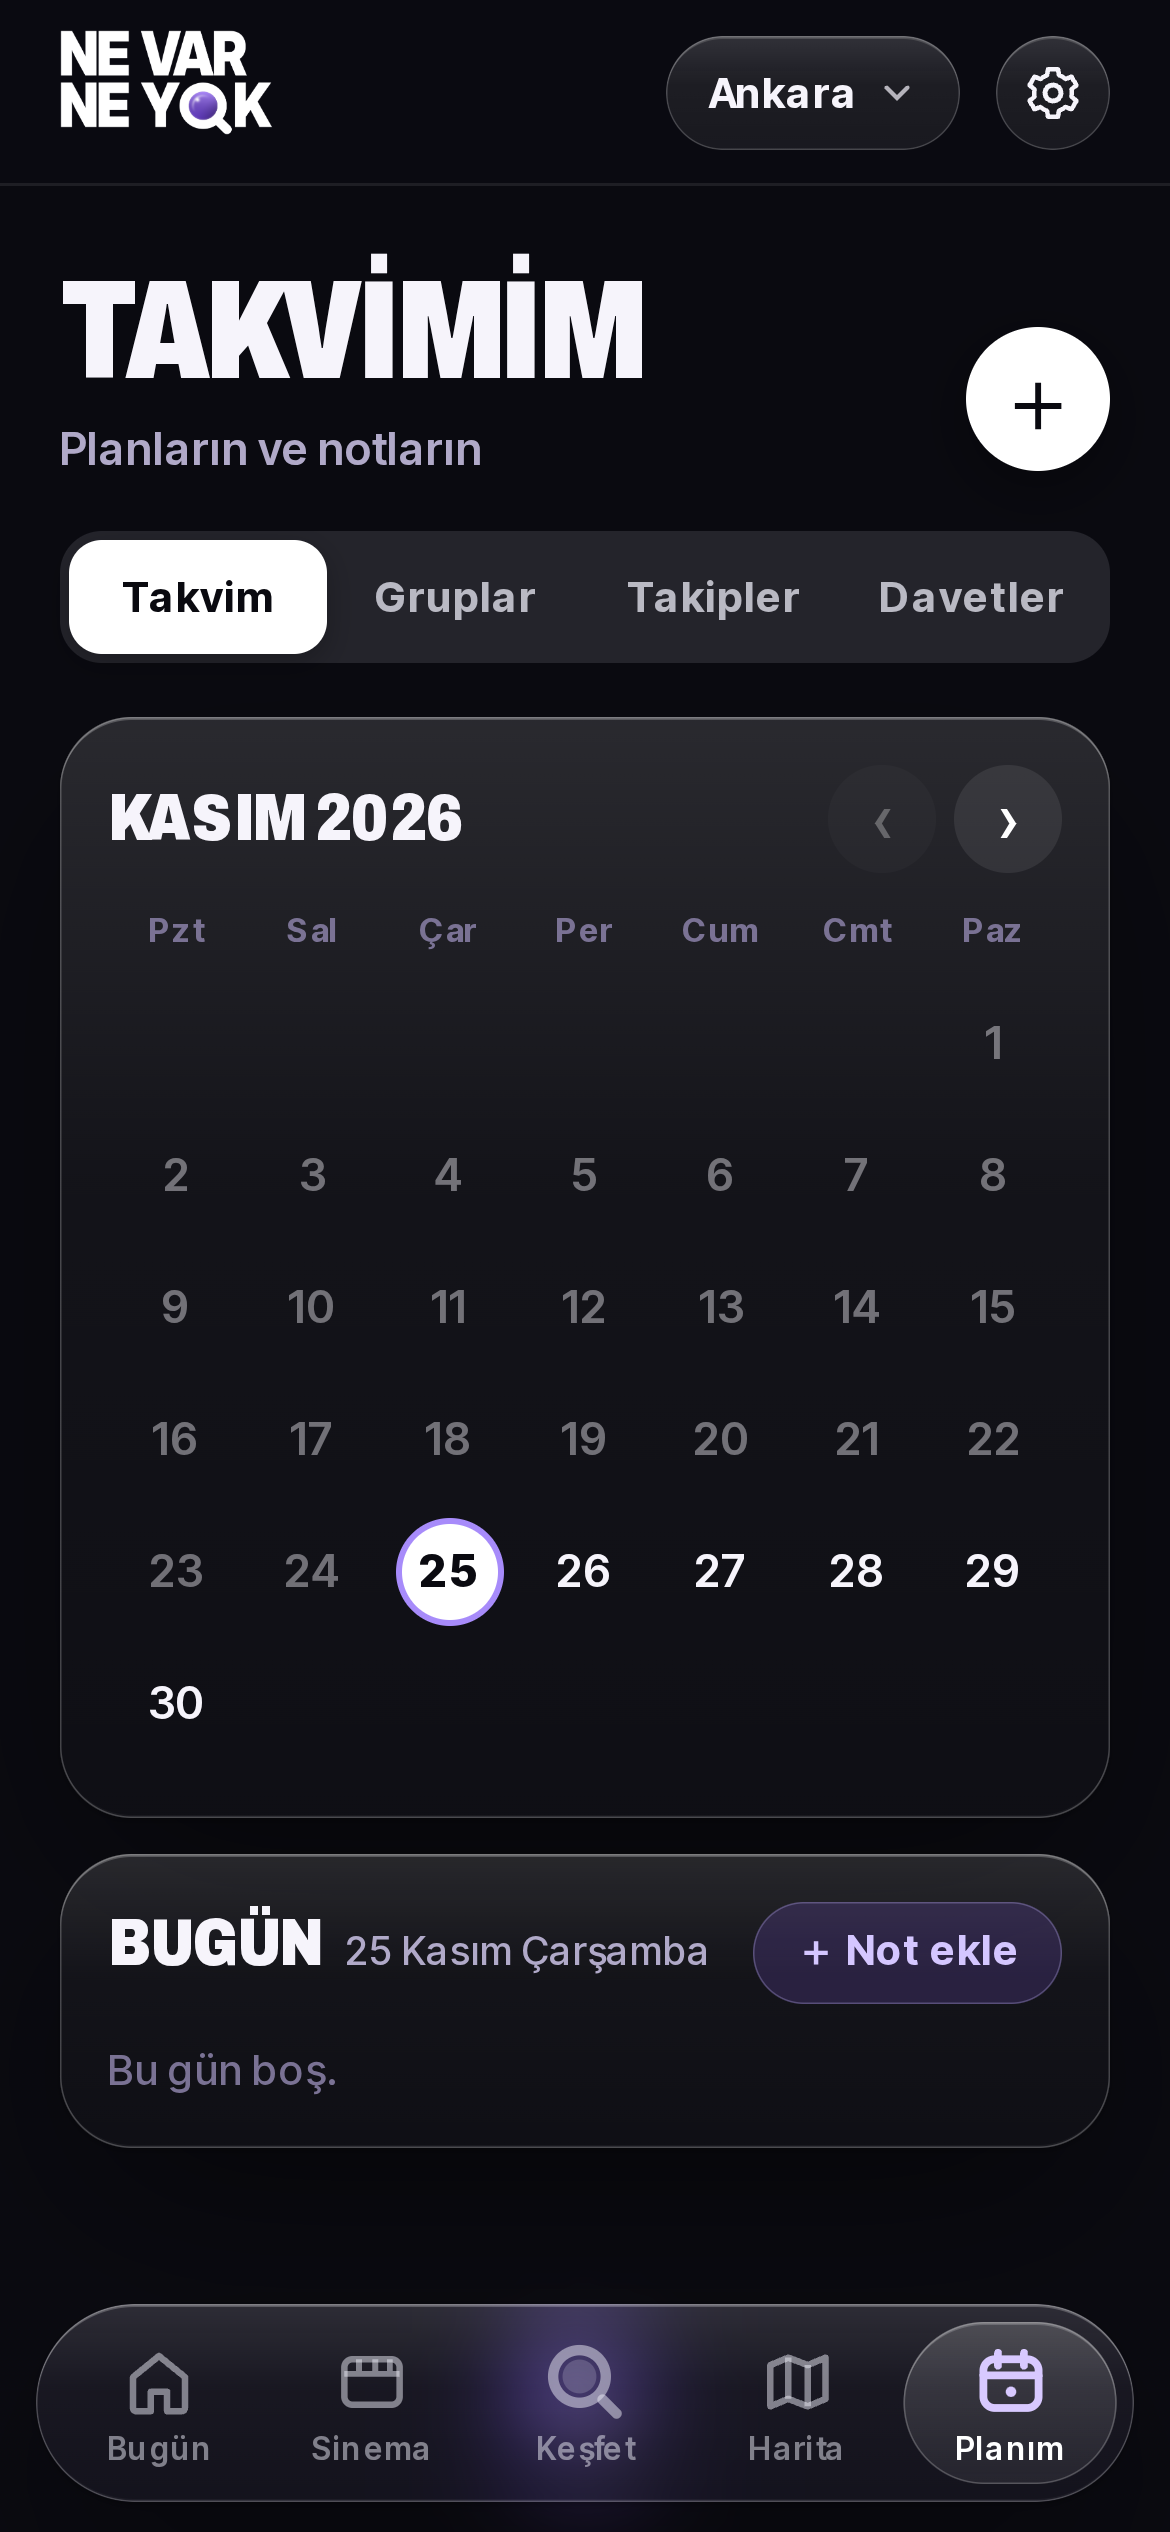 NE VAR
NE YOK
Ankara
TAKVİMİM
Planların ve notların
+
Takvim Gruplar Takipler Davetler
KASIM 2026 ‹ ›
Pzt Sal Çar Per Cum Cmt Paz
1
2 3 4 5 6 7 8
9 10 11 12 13 14 15
16 17 18 19 20 21 22
23 24 25 26 27 28 29
30
BUGÜN 25 Kasım Çarşamba + Not ekle
Bu gün boş.
Bugün Sinema Keşfet Harita Planım